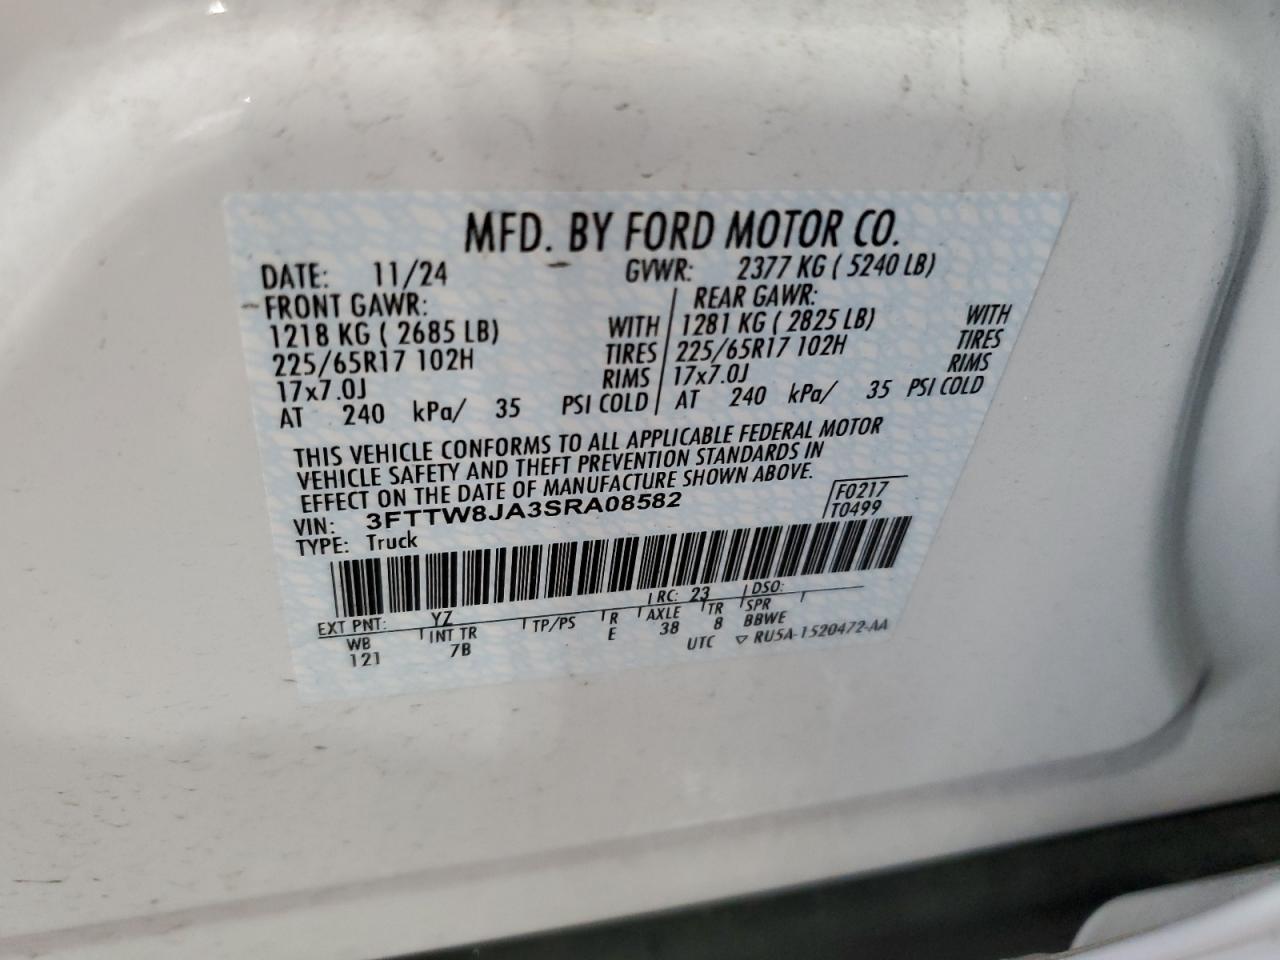 MFD. BY FORD MOTOR CO.
DATE: 11/24 GVWR: 2377 KG ( 5240 LB)
FRONT GAWR: REAR GAWR:
1218 KG ( 2685 LB) WITH 1281 KG ( 2825 LB) WITH
225/65R17 102H TIRES 225/65R17 102H TIRES
17x7.0J RIMS 17x7.0J RIMS
AT 240 kPa/ 35 PSI COLD AT 240 kPa/ 35 PSI COLD
THIS VEHICLE CONFORMS TO ALL APPLICABLE FEDERAL MOTOR
VEHICLE SAFETY AND THEFT PREVENTION STANDARDS IN
EFFECT ON THE DATE OF MANUFACTURE SHOWN ABOVE.
VIN: 3FTTW8JA3SRA08582 F0217
TYPE: Truck T0499
EXT PNT: YZ RC: 23 DSO:
WB INT TR TP/PS R AXLE TR SPR
121 7B E 38 8 BBWE
UTC ▽ RU5A-1520472-AA